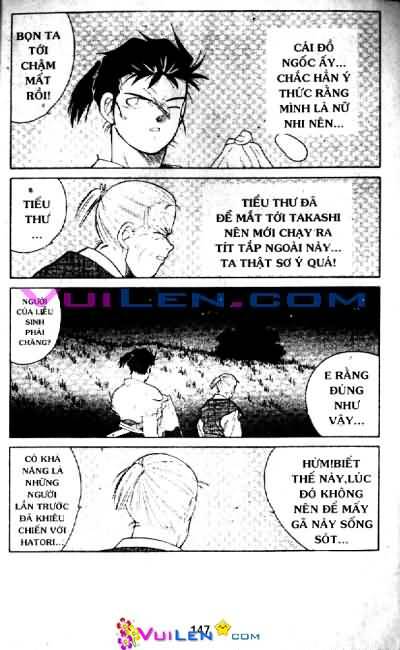 BỌN TA
TỚI
CHẬM
MẤT
RỒI!
CÁI ĐỒ
NGỐC ẤY...
CHẮC HẲN Ý
THỨC RẰNG
MÌNH LÀ NỮ
NHI NÊN...
TIỂU
THƯ
...
TIỂU THƯ ĐÃ
ĐỂ MẮT TỚI TAKASHI
NÊN MỚI CHẠY RA
TÍT TẮP NGOÀI NÀY...
TA THẬT SƠ Ý QUÁ!
VuiLen.com
NGƯỜI
CỦA LIỄU
SINH
PHẢI
CHĂNG?
E RẰNG
ĐÚNG
NHƯ
VẬY...
CÓ KHẢ
NĂNG LÀ
NHỮNG
NGƯỜI
LẦN TRƯỚC
ĐÃ KHIÊU
CHIẾN VỚI
HATORI...
HỪM!BIẾT
THẾ NÀY,LÚC
ĐÓ KHÔNG
NÊN ĐỂ MẤY
GÃ NÀY SỐNG
SÓT...
147
VuiLen.com